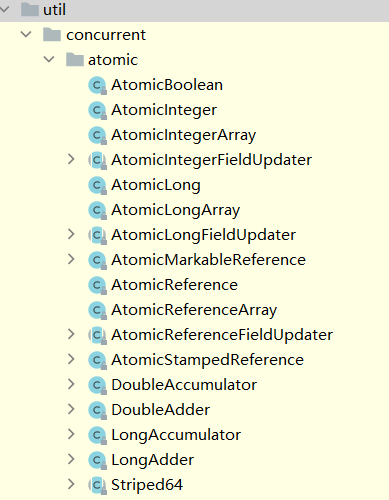 util
concurrent
atomic
AtomicBoolean
AtomicInteger
AtomicIntegerArray
AtomicIntegerFieldUpdater
AtomicLong
AtomicLongArray
AtomicLongFieldUpdater
AtomicMarkableReference
AtomicReference
AtomicReferenceArray
AtomicReferenceFieldUpdater
AtomicStampedReference
DoubleAccumulator
DoubleAdder
LongAccumulator
LongAdder
Striped64